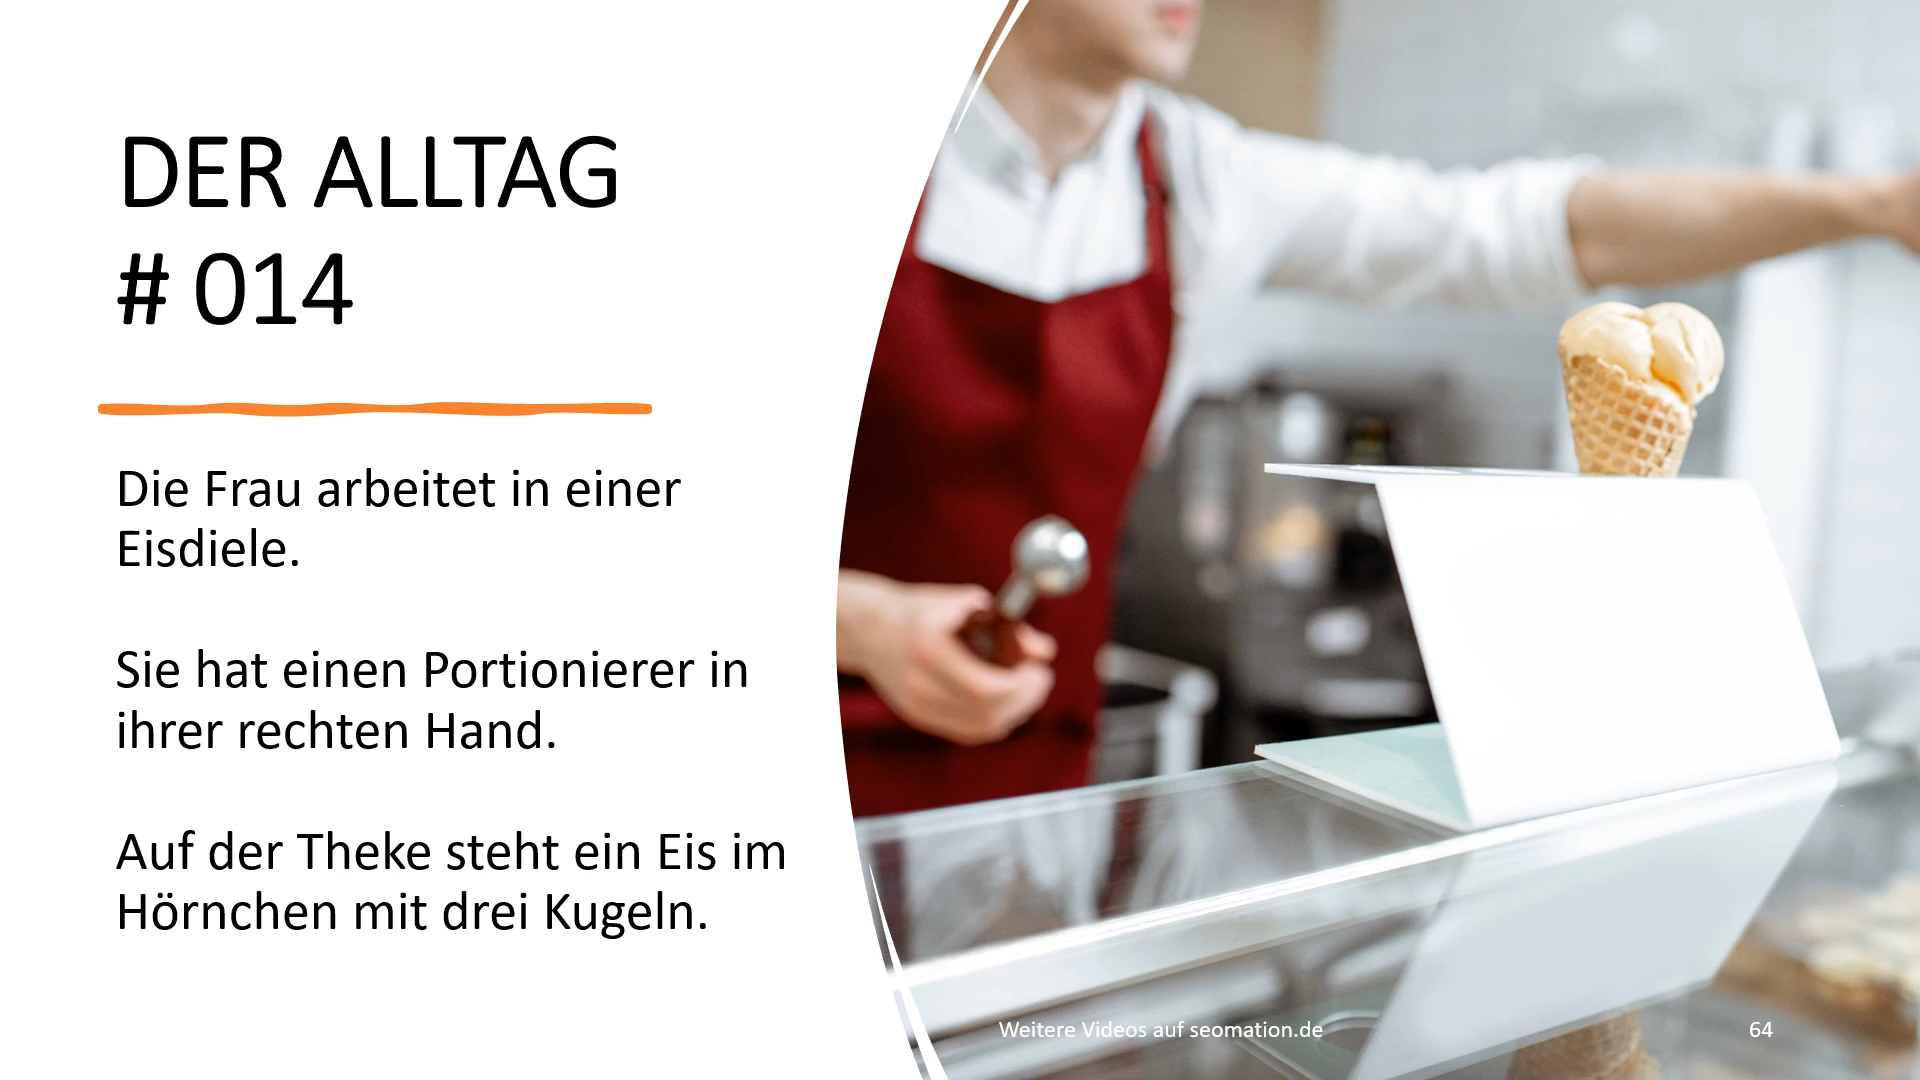 DER ALLTAG
# 014
Die Frau arbeitet in einer
Eisdiele.
Sie hat einen Portionierer in
ihrer rechten Hand.
Auf der Theke steht ein Eis im
Hörnchen mit drei Kugeln.
Weitere Videos auf seomation.de
64